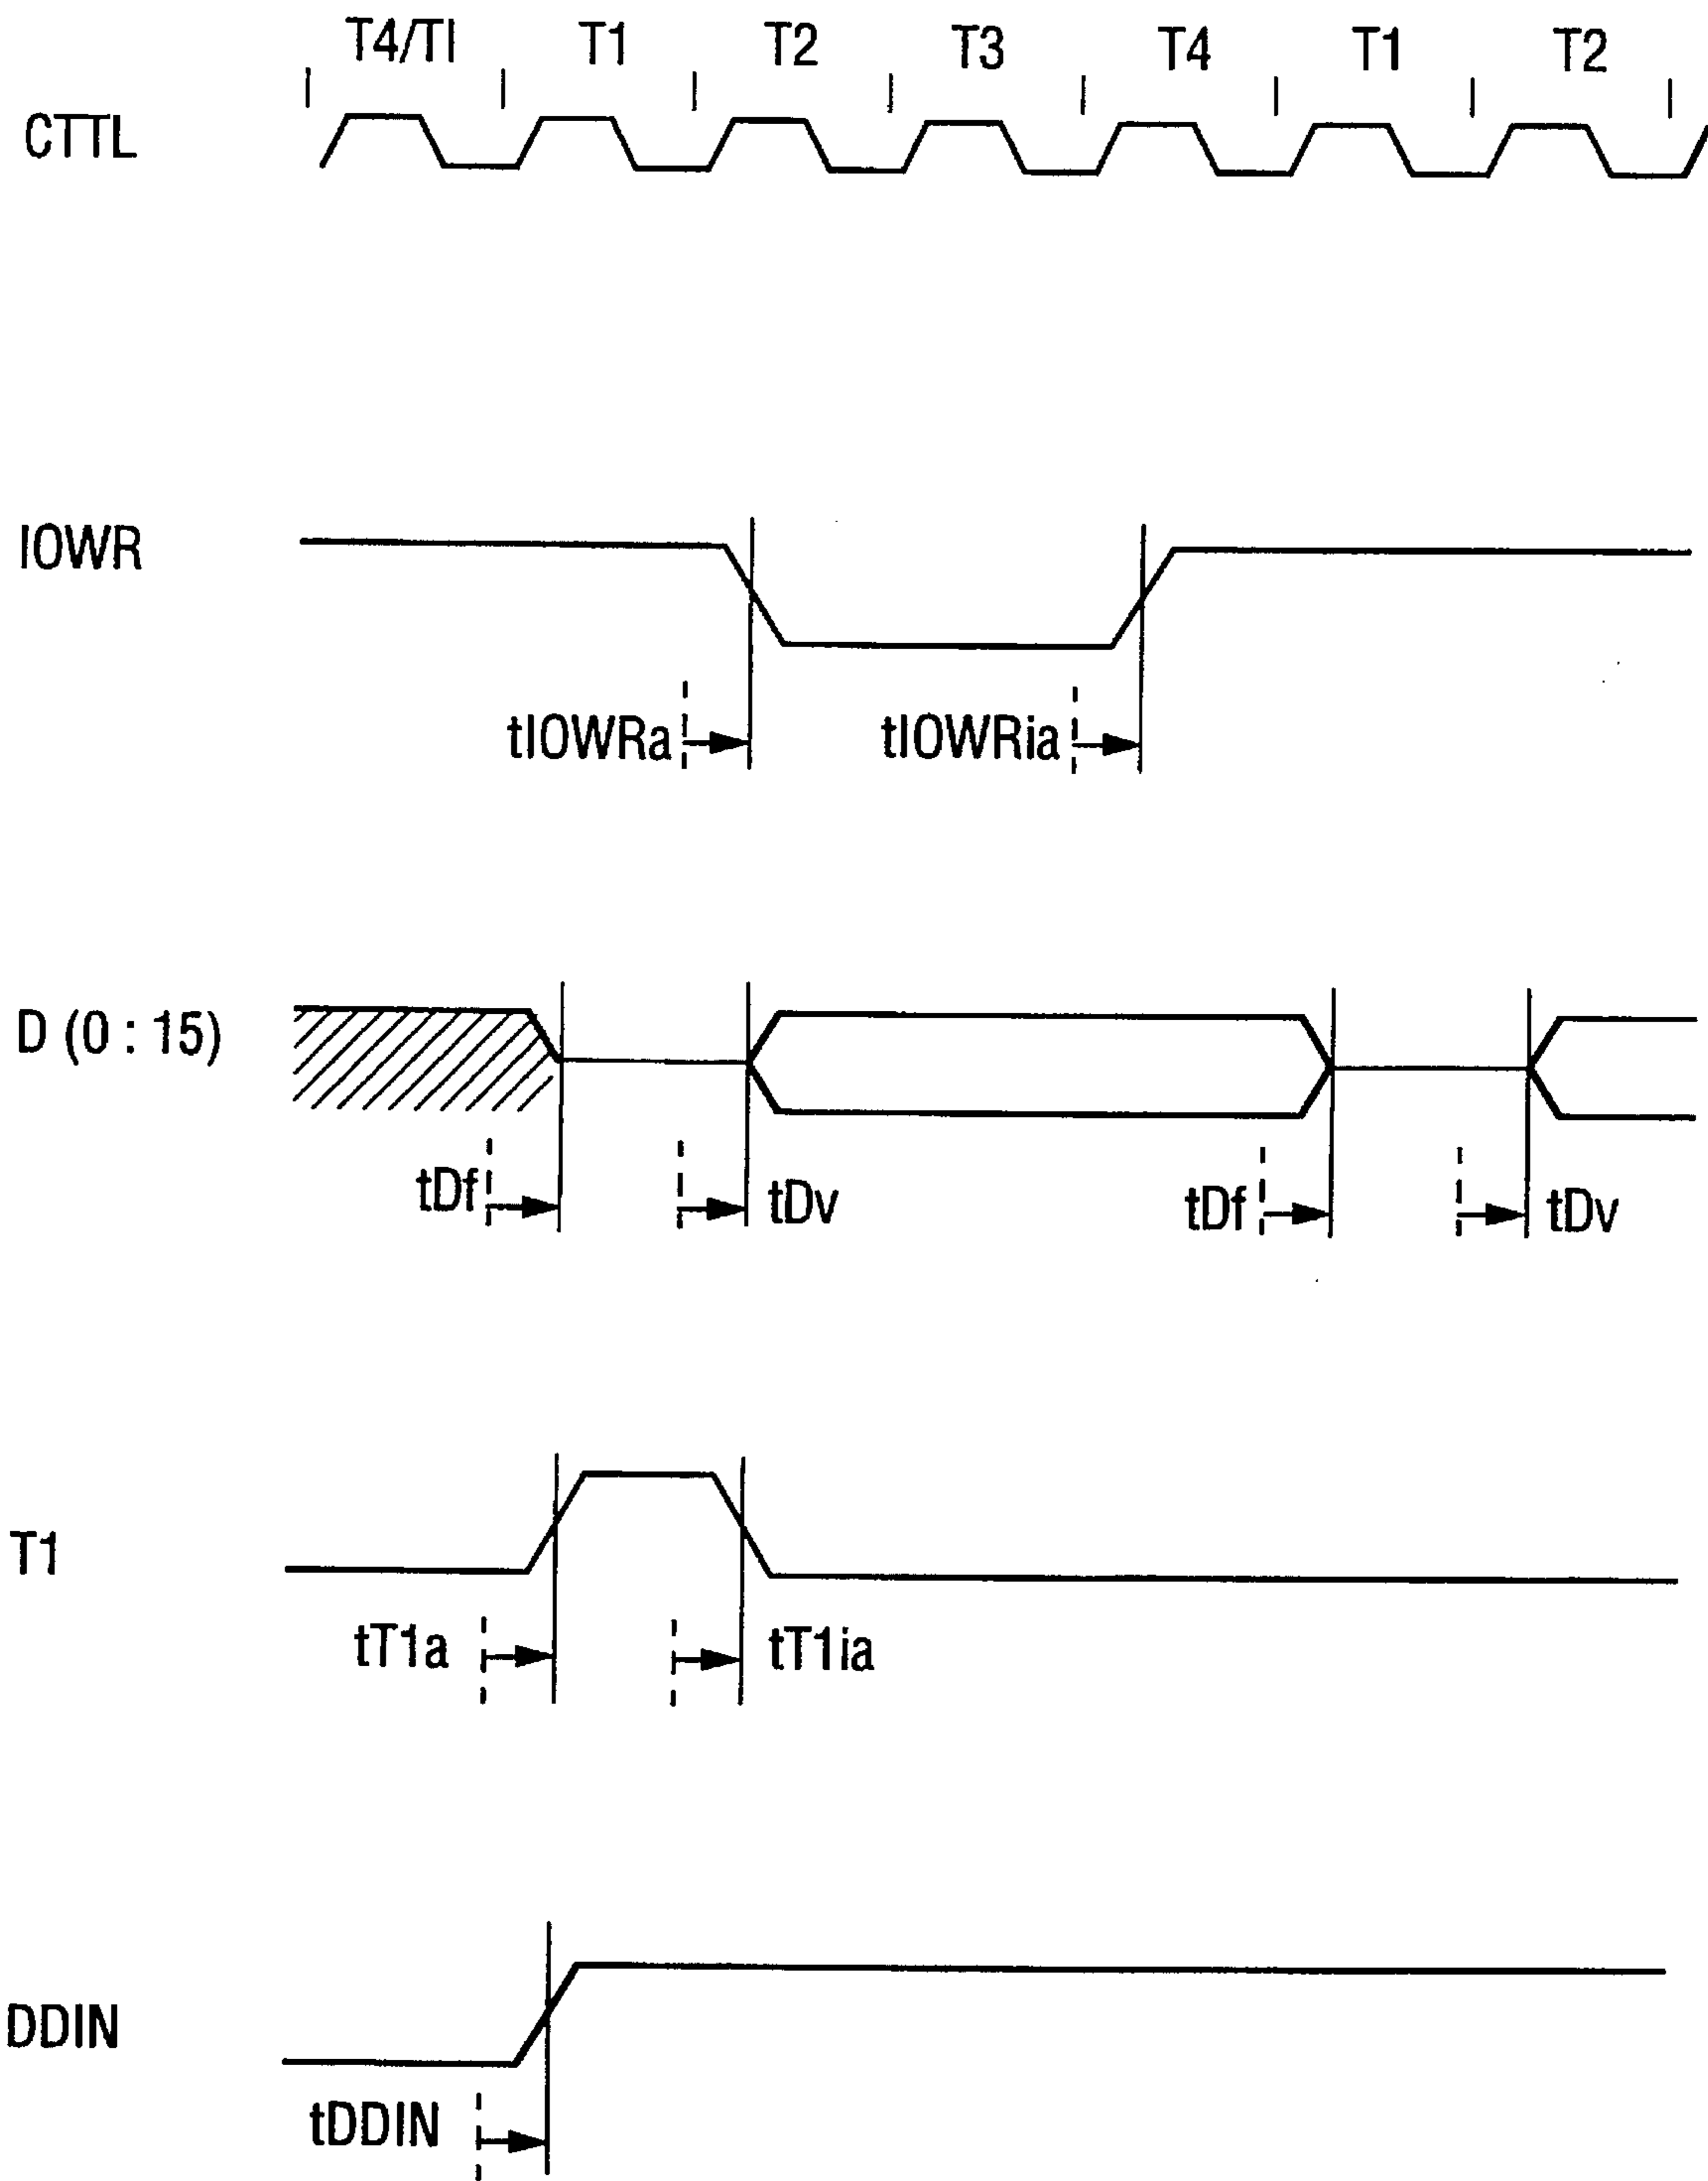 T4/TI T1 T2 T3 T4 T1 T2
CTTL
IOWR
tIOWRa tIOWRia
D (0 : 15)
tDf tDv tDf tDv
T1
tT1a tT1ia
DDIN
tDDIN